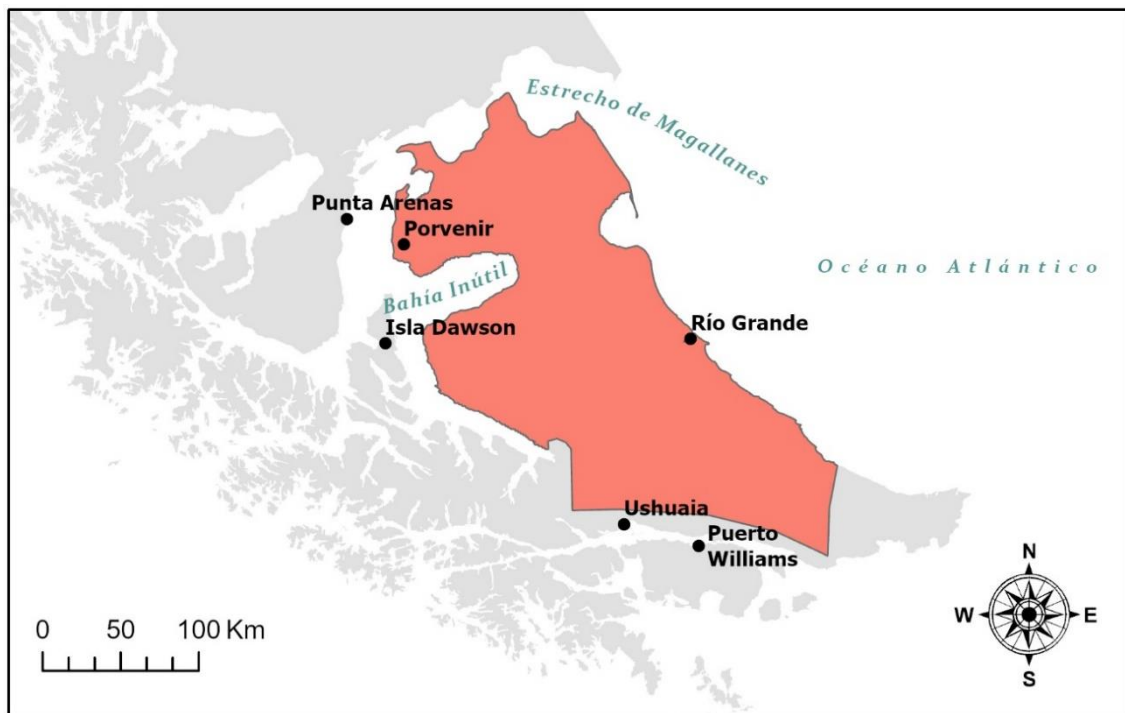 Estrecho de Magallanes
Punta Arenas
Porvenir
Océano Atlántico
Bahía Inútil
Isla Dawson
Río Grande
Ushuaia
Puerto
Williams
N
W
E
S
0 50 100 Km